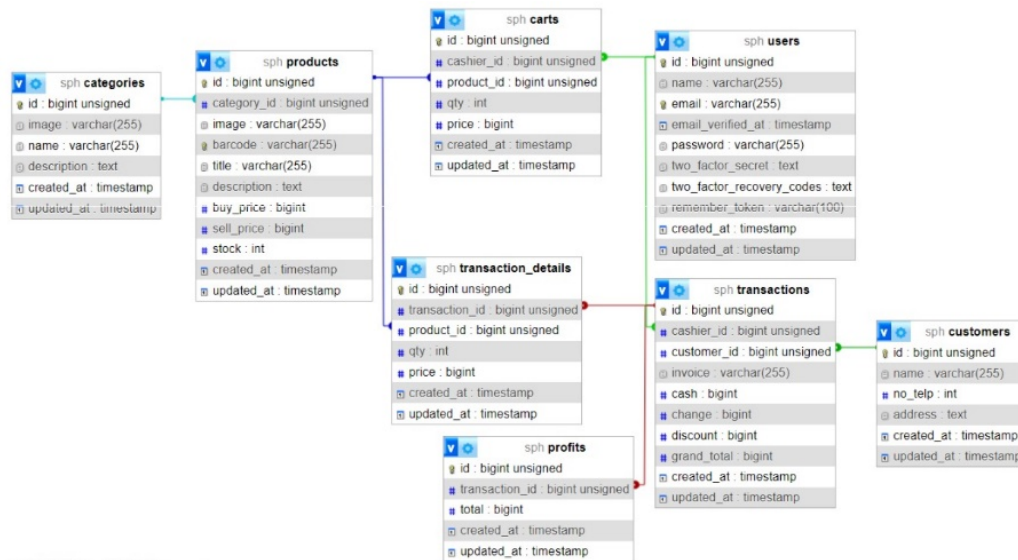 sph categories
id : bigint unsigned
image : varchar(255)
name : varchar(255)
description : text
created_at : timestamp
updated_at : timestamp
sph products
id : bigint unsigned
category_id : bigint unsigned
image : varchar(255)
barcode : varchar(255)
title : varchar(255)
description : text
buy_price : bigint
sell_price : bigint
stock : int
created_at : timestamp
updated_at : timestamp
sph carts
id : bigint unsigned
cashier_id : bigint unsigned
product_id : bigint unsigned
qty : int
price : bigint
created_at : timestamp
updated_at : timestamp
sph users
id : bigint unsigned
name : varchar(255)
email : varchar(255)
email_verified_at : timestamp
password : varchar(255)
two_factor_secret : text
two_factor_recovery_codes : text
remember_token : varchar(100)
created_at : timestamp
updated_at : timestamp
sph transaction_details
id : bigint unsigned
transaction_id : bigint unsigned
product_id : bigint unsigned
qty : int
price : bigint
created_at : timestamp
updated_at : timestamp
sph transactions
id : bigint unsigned
cashier_id : bigint unsigned
customer_id : bigint unsigned
invoice : varchar(255)
cash : bigint
change : bigint
discount : bigint
grand_total : bigint
created_at : timestamp
updated_at : timestamp
sph customers
id : bigint unsigned
name : varchar(255)
no_telp : int
address : text
created_at : timestamp
updated_at : timestamp
sph profits
id : bigint unsigned
transaction_id : bigint unsigned
total : bigint
created_at : timestamp
updated_at : timestamp